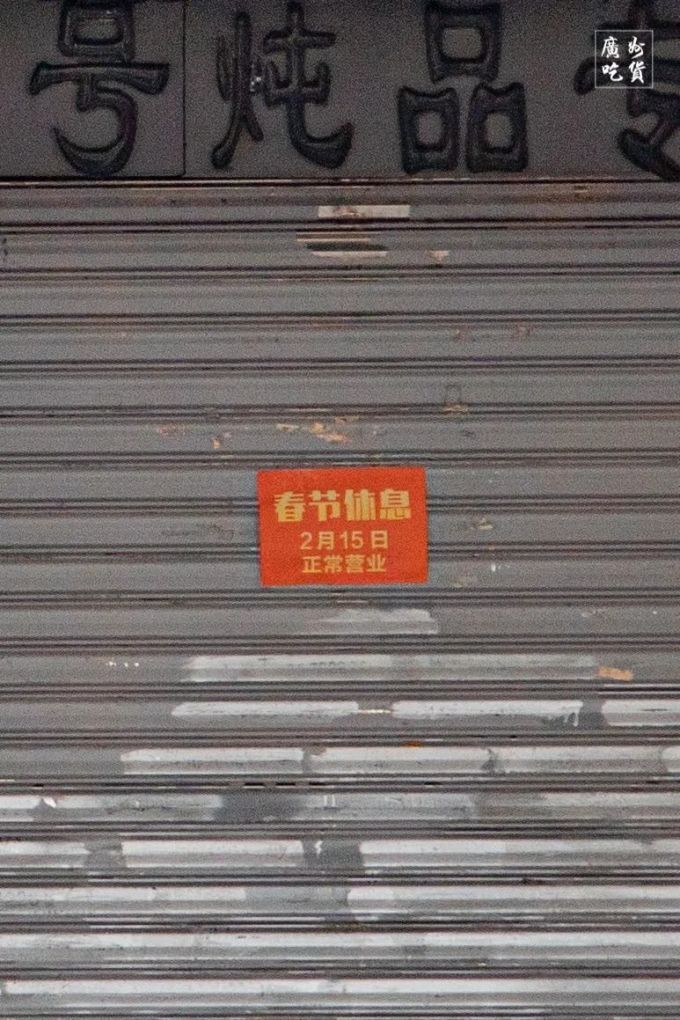 号炖品专
廣州
吃貨
春节休息
2月15日
正常营业